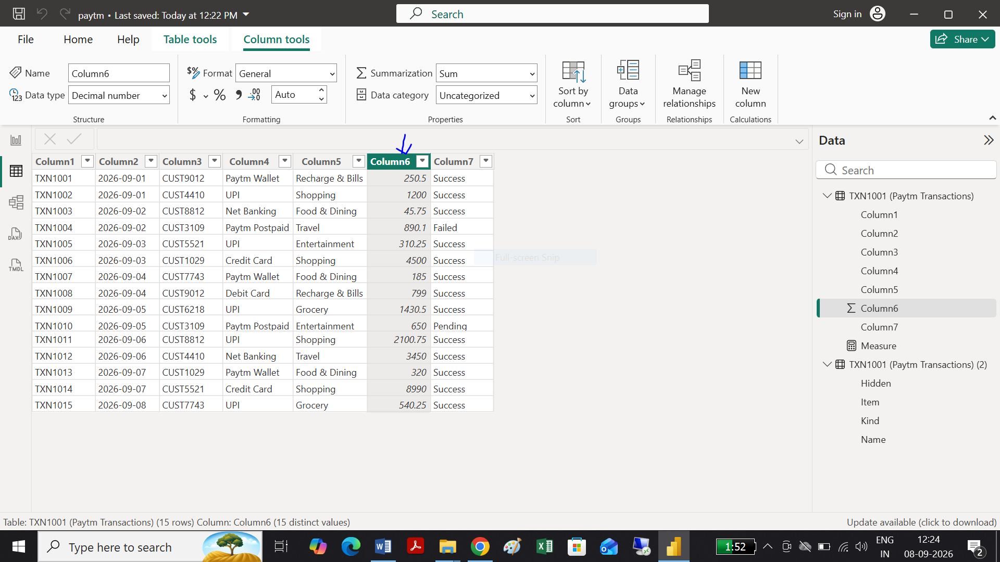 paytm • Last saved: Today at 12:22 PM
Search
Sign in
File Home Help Table tools Column tools
Share
Name Column6
Data type Decimal number
Structure
Format General
$ % , .00 Auto
Formatting
Summarization Sum
Data category Uncategorized
Properties
Sort by column
Sort
Data groups
Groups
Manage relationships
Relationships
New column
Calculations
DAX
TMDL
Column1 Column2 Column3 Column4 Column5 Column6 Column7
TXN1001 2026-09-01 CUST9012 Paytm Wallet Recharge & Bills 250.5 Success
TXN1002 2026-09-01 CUST4410 UPI Shopping 1200 Success
TXN1003 2026-09-02 CUST8812 Net Banking Food & Dining 45.75 Success
TXN1004 2026-09-02 CUST3109 Paytm Postpaid Travel 890.1 Failed
TXN1005 2026-09-03 CUST5521 UPI Entertainment 310.25 Success
TXN1006 2026-09-03 CUST1029 Credit Card Shopping 4500 Success
TXN1007 2026-09-04 CUST7743 Paytm Wallet Food & Dining 185 Success
TXN1008 2026-09-04 CUST9012 Debit Card Recharge & Bills 799 Success
TXN1009 2026-09-05 CUST6218 UPI Grocery 1430.5 Success
TXN1010 2026-09-05 CUST3109 Paytm Postpaid Entertainment 650 Pending
TXN1011 2026-09-06 CUST8812 UPI Shopping 2100.75 Success
TXN1012 2026-09-06 CUST4410 Net Banking Travel 3450 Success
TXN1013 2026-09-07 CUST1029 Paytm Wallet Food & Dining 320 Success
TXN1014 2026-09-07 CUST5521 Credit Card Shopping 8990 Success
TXN1015 2026-09-08 CUST7743 UPI Grocery 540.25 Success
Full-screen Snip
Data
Search
TXN1001 (Paytm Transactions)
Column1
Column2
Column3
Column4
Column5
Column6
Column7
Measure
TXN1001 (Paytm Transactions) (2)
Hidden
Item
Kind
Name
Table: TXN1001 (Paytm Transactions) (15 rows) Column: Column6 (15 distinct values)
Update available (click to download)
Type here to search
1:52
ENG
IN
12:24
08-09-2026
2